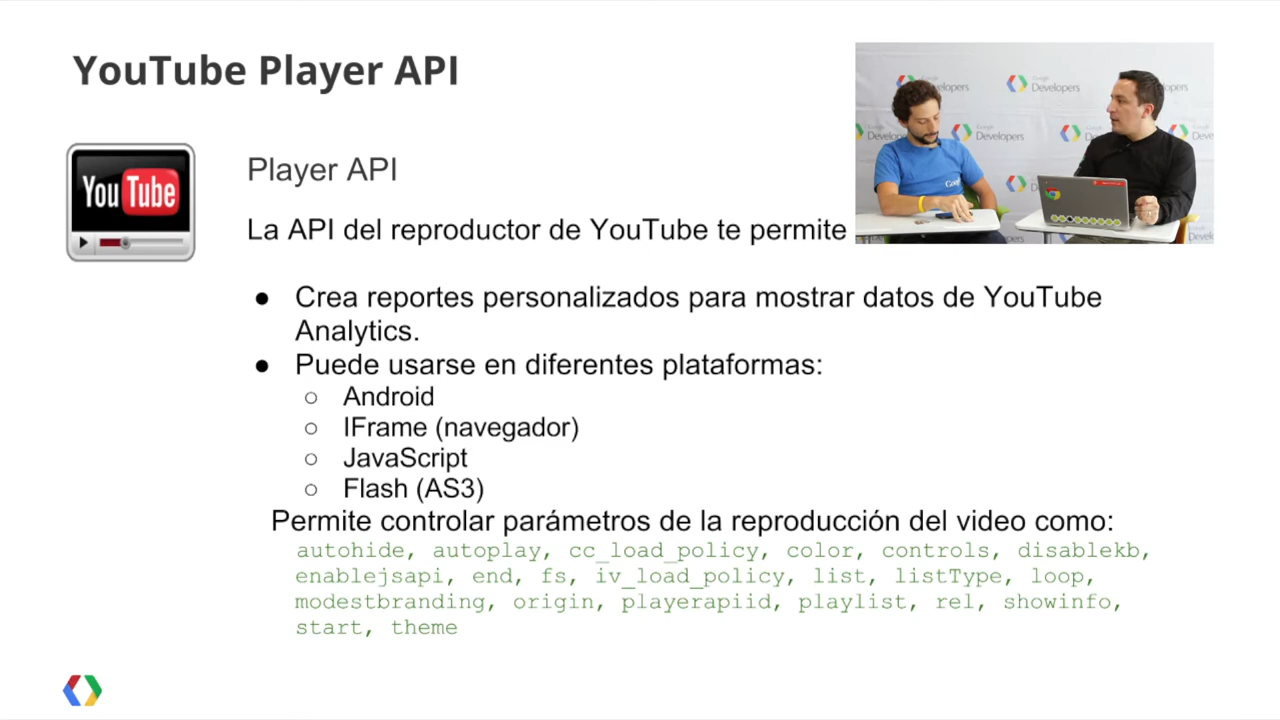 YouTube Player API
YouTube
Player API
La API del reproductor de YouTube te permite
● Crea reportes personalizados para mostrar datos de YouTube
Analytics.
● Puede usarse en diferentes plataformas:
○ Android
○ IFrame (navegador)
○ JavaScript
○ Flash (AS3)
Permite controlar parámetros de la reproducción del video como:
autohide, autoplay, cc_load_policy, color, controls, disablekb,
enablejsapi, end, fs, iv_load_policy, list, listType, loop,
modestbranding, origin, playerapiid, playlist, rel, showinfo,
start, theme
Google
Developers
Google
Developers